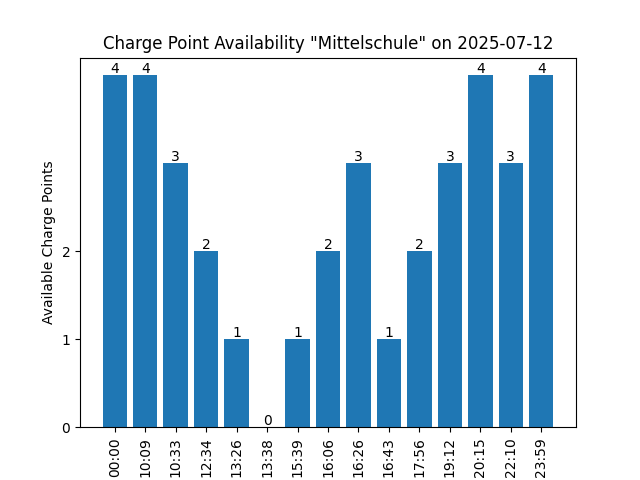 Charge Point Availability "Mittelschule" on 2025-07-12
4 4 3 2 1 0 1 2 3 1 2 3 4 3 4
Available Charge Points
2
1
0
00:00 10:09 10:33 12:34 13:26 13:38 15:39 16:06 16:26 16:43 17:56 19:12 20:15 22:10 23:59